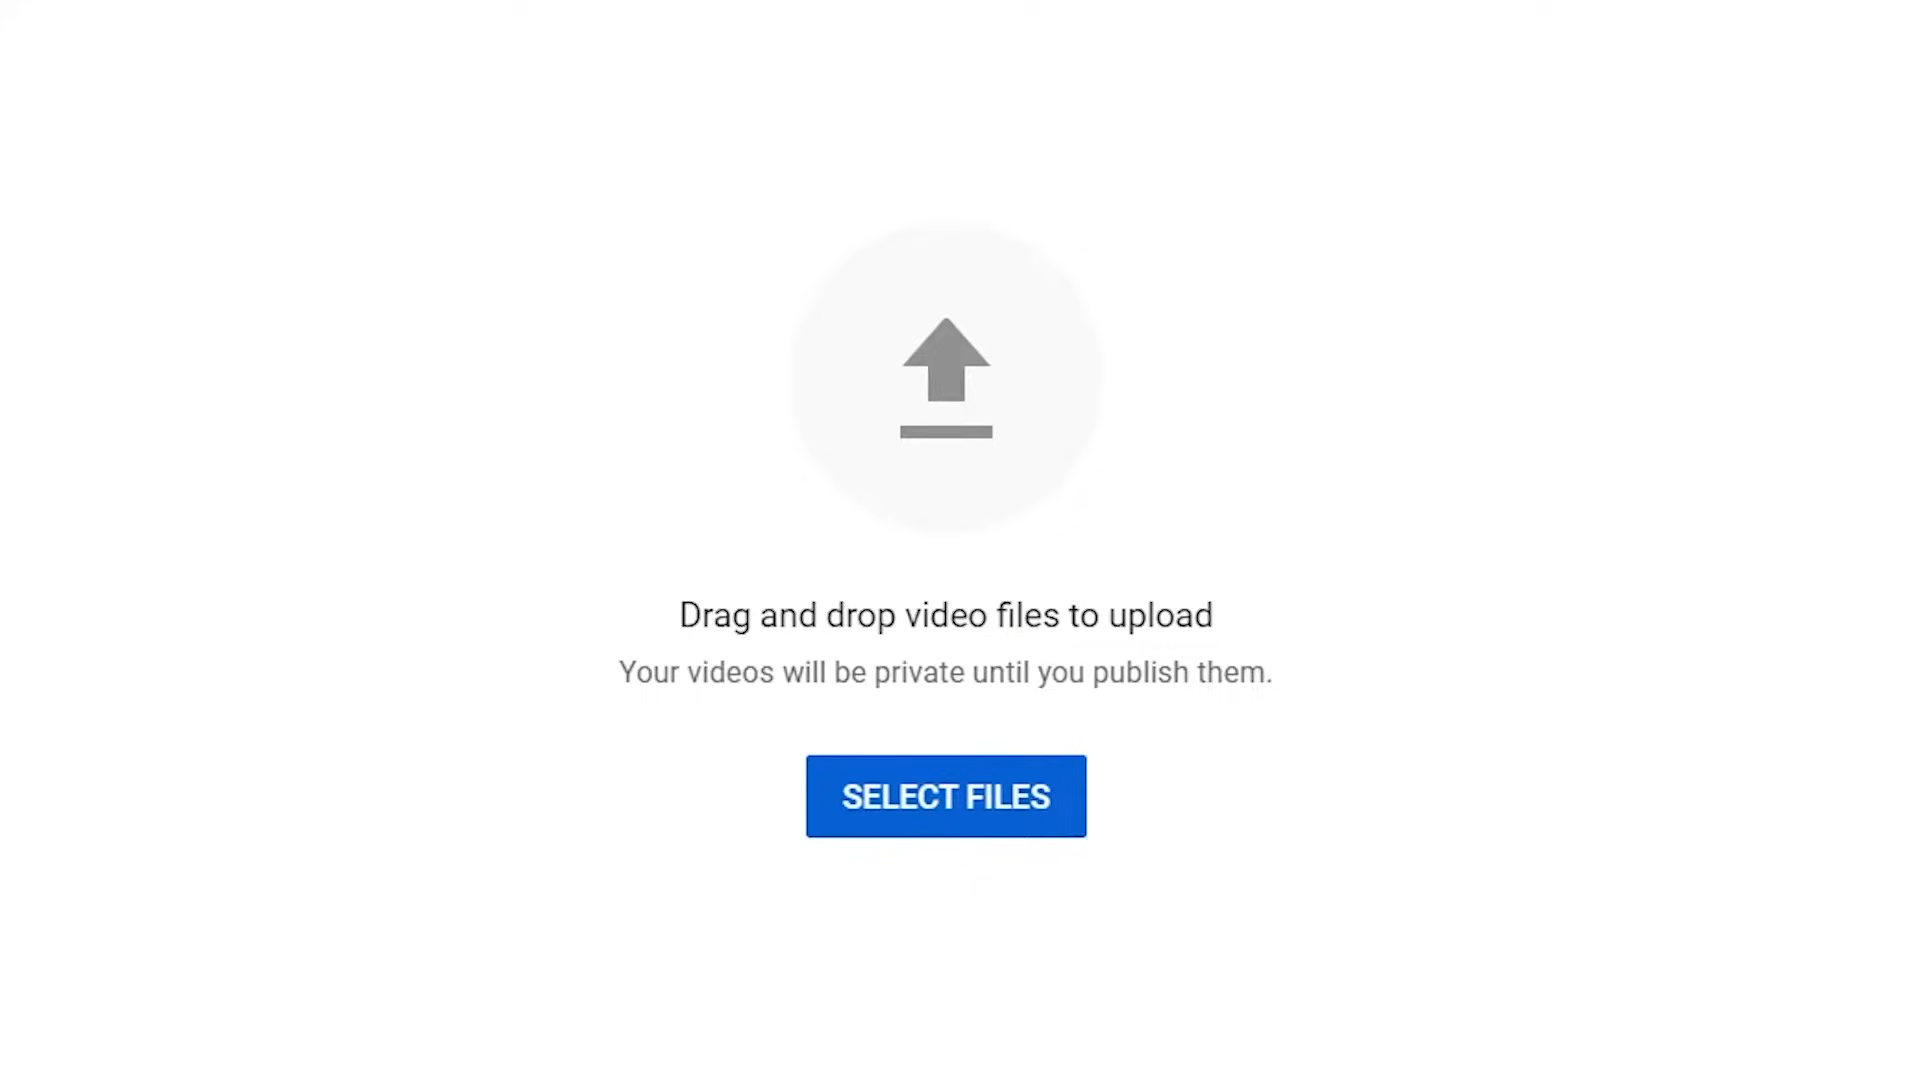 Drag and drop video files to upload
Your videos will be private until you publish them.
SELECT FILES